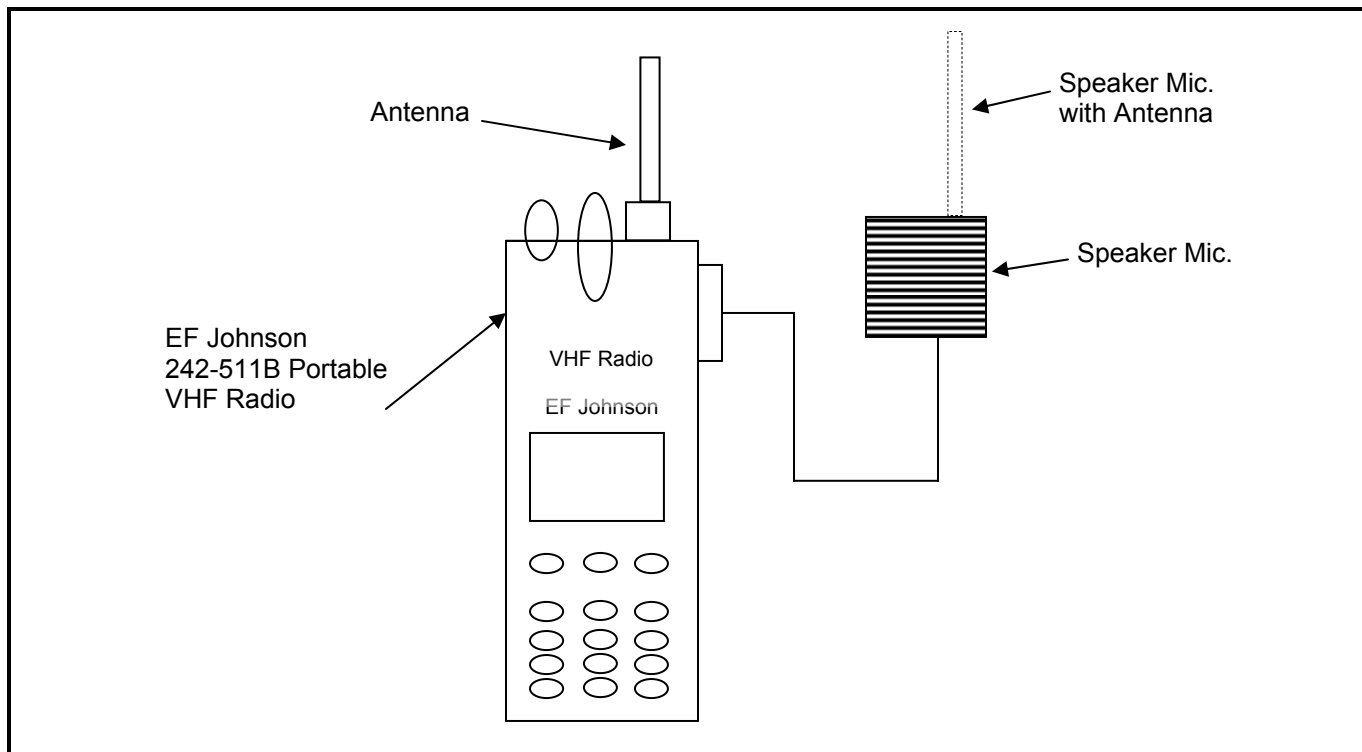 Antenna
Speaker Mic.
with Antenna
Speaker Mic.
EF Johnson
242-511B Portable
VHF Radio
VHF Radio
EF Johnson